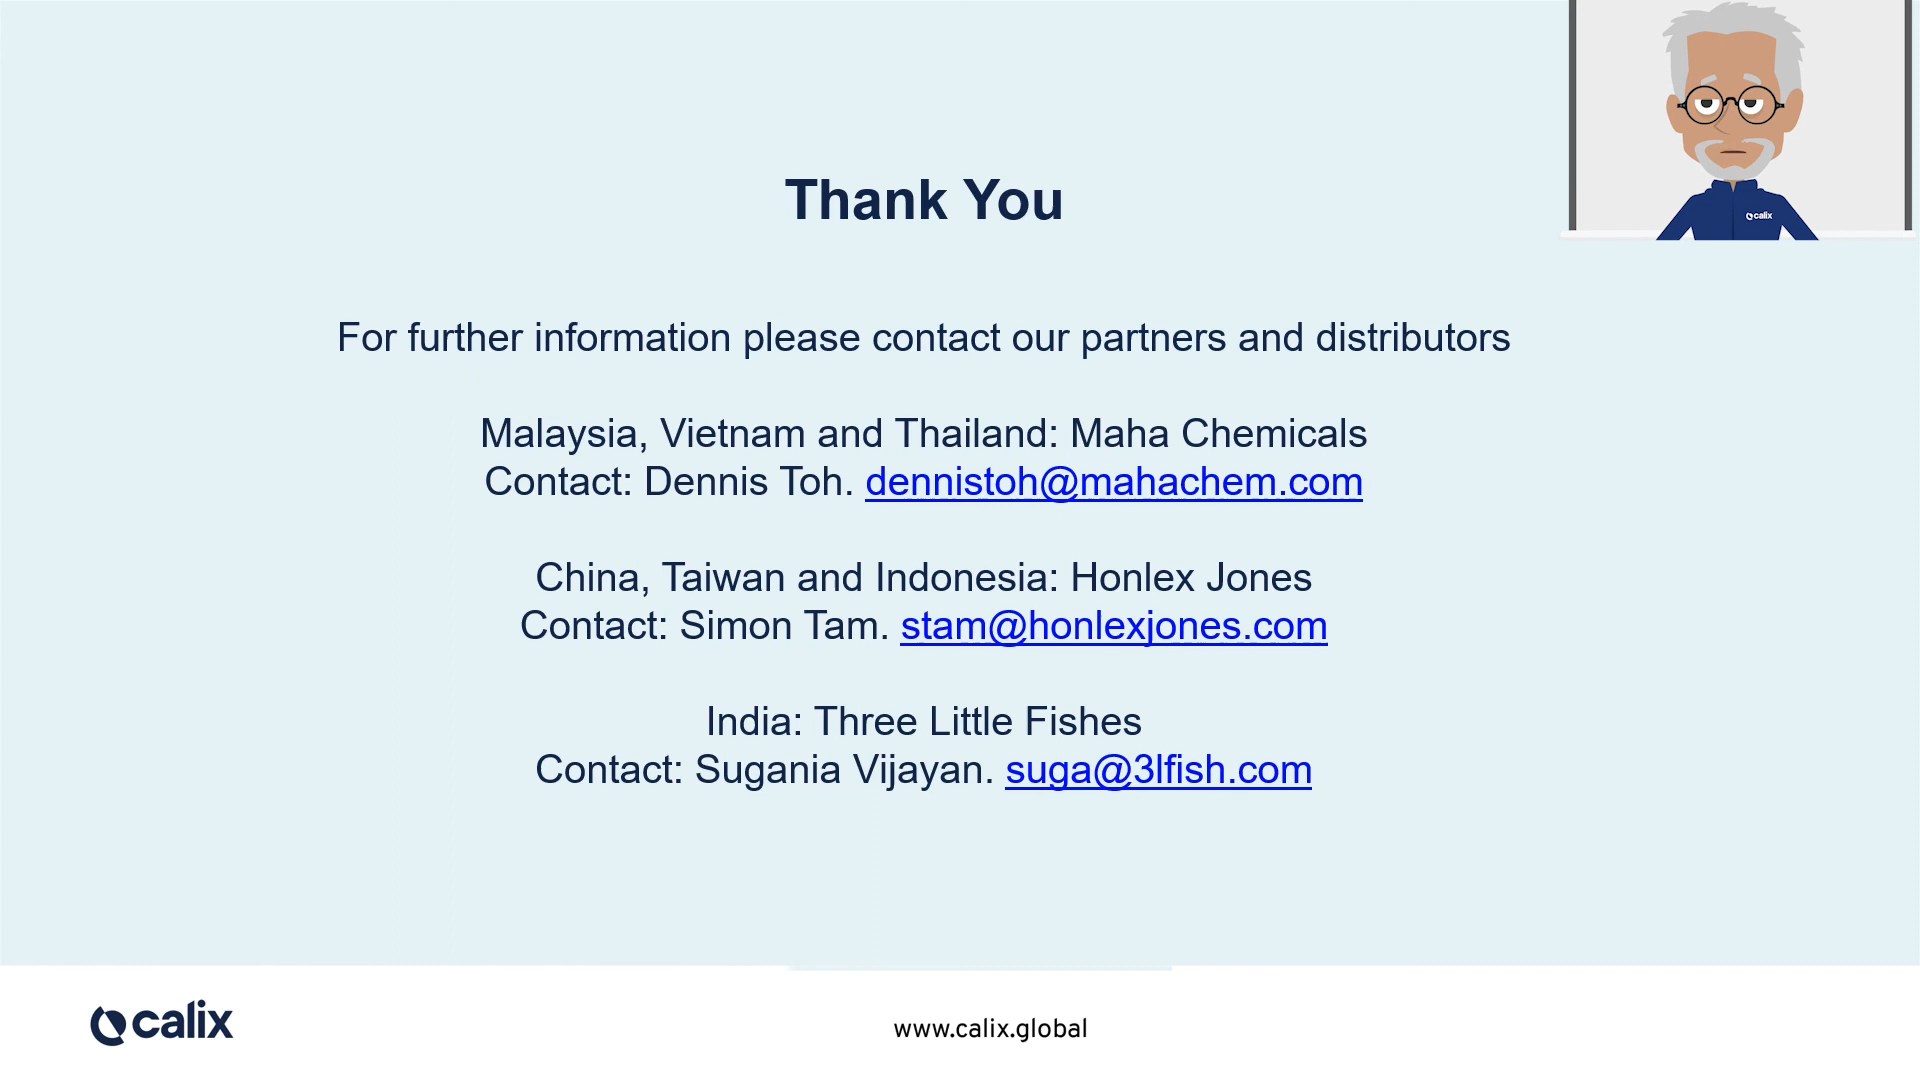 calix
Thank You
For further information please contact our partners and distributors
Malaysia, Vietnam and Thailand: Maha Chemicals
Contact: Dennis Toh. dennistoh@mahachem.com
China, Taiwan and Indonesia: Honlex Jones
Contact: Simon Tam. stam@honlexjones.com
India: Three Little Fishes
Contact: Sugania Vijayan. suga@3lfish.com
calix
www.calix.global